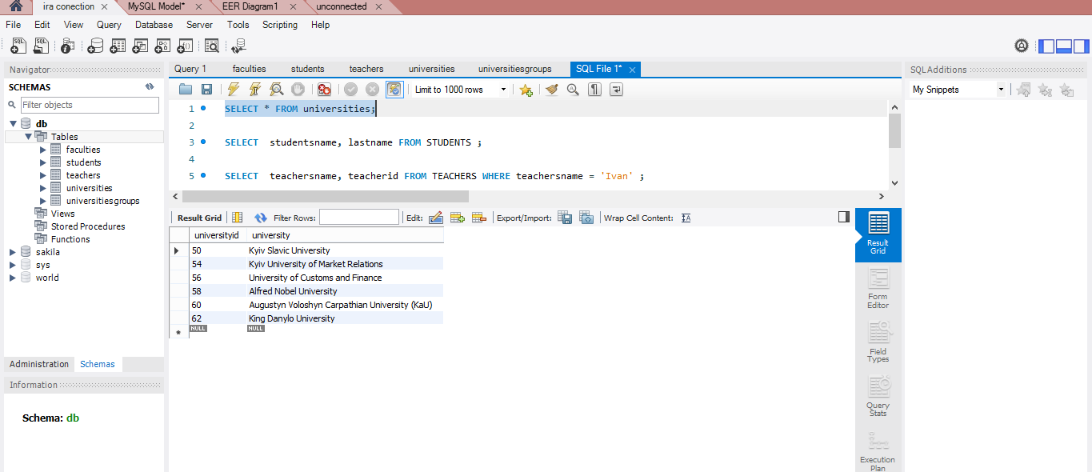 ira conection × MySQL Model* × EER Diagram1 × unconnected ×
File Edit View Query Database Server Tools Scripting Help
Navigator
SCHEMAS
Filter objects
db
Tables
faculties
students
teachers
universities
universitiesgroups
Views
Stored Procedures
Functions
sakila
sys
world
Administration Schemas
Information
Schema: db
Query 1 faculties students teachers universities universitiesgroups SQL File 1* ×
Limit to 1000 rows
1 SELECT * FROM universities;
2
3 SELECT studentsname, lastname FROM STUDENTS ;
4
5 SELECT teachersname, teacherid FROM TEACHERS WHERE teachersname = 'Ivan' ;
Result Grid Filter Rows: Edit: Export/Import: Wrap Cell Content:
universityid university
50 Kyiv Slavic University
54 Kyiv University of Market Relations
56 University of Customs and Finance
58 Alfred Nobel University
60 Augustyn Voloshyn Carpathian University (KaU)
62 King Danylo University
NULL NULL
Result
Grid
Form
Editor
Field
Types
Query
Stats
Execution
Plan
SQLAdditions
My Snippets